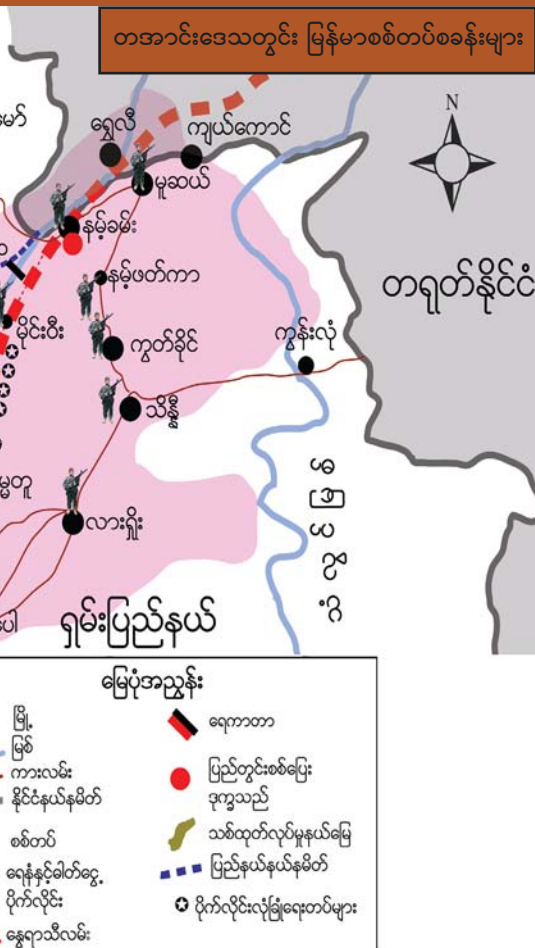 တအာင်းဒေသတွင်း မြန်မာစစ်တပ်စခန်းများ
N
ရွှေလီ
ကျယ်ကောင်
မူဆယ်
နမ့်ခမ်း
နမ့်ဖတ်ကာ
တရုတ်နိုင်ငံ
မိုင်းဝီး
ကွတ်ခိုင်
ကွန်းလုံ
သိန္နီ
လားရှိုး
ရှမ်းပြည်နယ်
မြေပုံအညွှန်း
မြို့
မြစ်
ကားလမ်း
နိုင်ငံနယ်နမိတ်
စစ်တပ်
ရေနံနှင့်ဓါတ်ငွေ့
ပိုက်လိုင်း
နွေရာသီလမ်း
ရေကာတာ
ပြည်တွင်းစစ်ပြေး
ဒုက္ခသည်
သစ်ထုတ်လုပ်မှုနယ်မြေ
ပြည်နယ်နယ်နမိတ်
ပိုက်လိုင်းလုံခြုံရေးတပ်များ